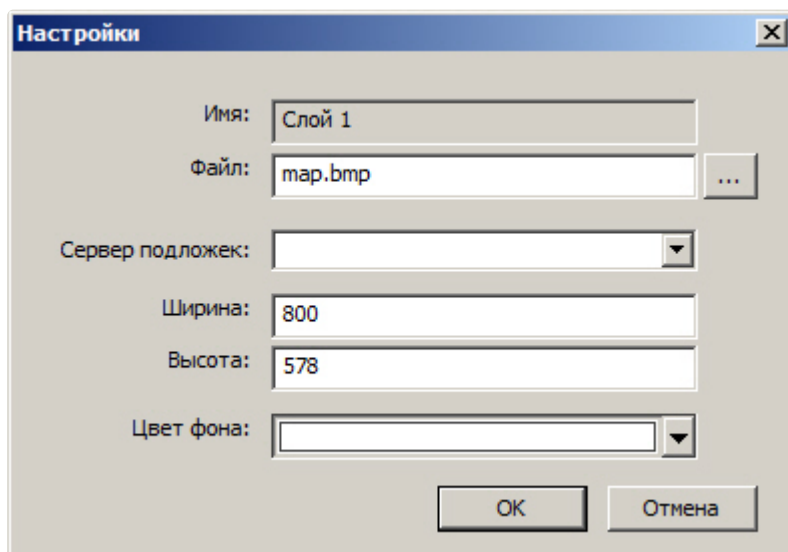 Настройки
Имя: Слой 1
Файл: map.bmp ...
Сервер подложек:
Ширина: 800
Высота: 578
Цвет фона:
OK Отмена